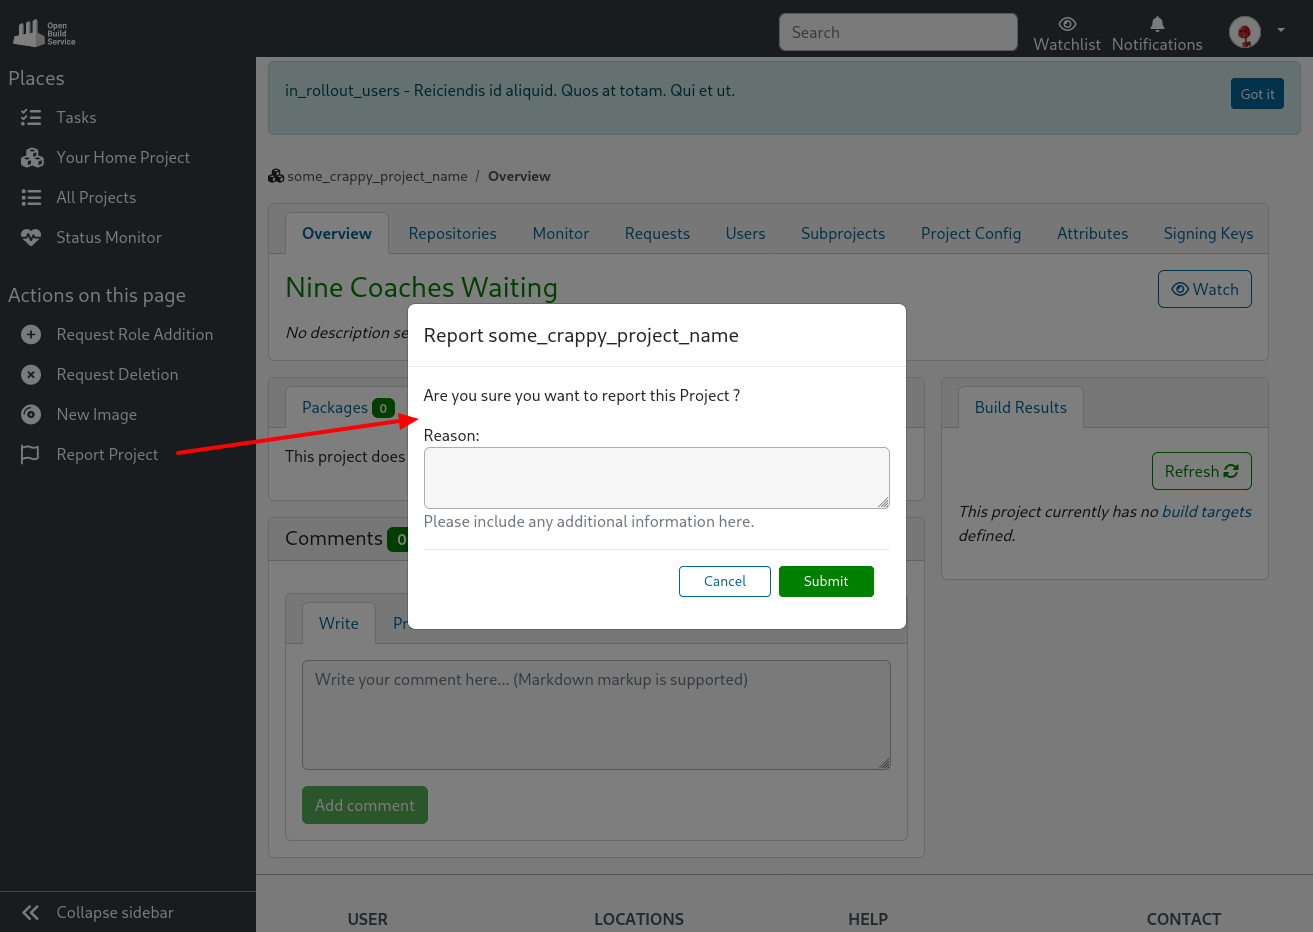 Open
Build
Service
Search
Watchlist
Notifications
Places
Tasks
Your Home Project
All Projects
Status Monitor
Actions on this page
Request Role Addition
Request Deletion
New Image
Report Project
Collapse sidebar
in_rollout_users - Reiciendis id aliquid. Quos at totam. Qui et ut.
Got it
some_crappy_project_name / Overview
Overview Repositories Monitor Requests Users Subprojects Project Config Attributes Signing Keys
Nine Coaches Waiting
Watch
No description se
Report some_crappy_project_name
Are you sure you want to report this Project ?
Reason:
Please include any additional information here.
Cancel
Submit
Packages 0
This project does
Build Results
Refresh
This project currently has no build targets
defined.
Comments 0
Write
Pr
Write your comment here... (Markdown markup is supported)
Add comment
USER LOCATIONS HELP CONTACT